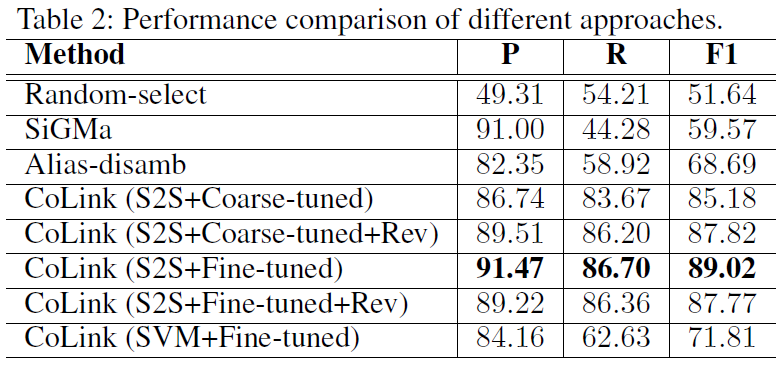 Table 2: Performance comparison of different approaches.
Method P R F1
Random-select 49.31 54.21 51.64
SiGMa 91.00 44.28 59.57
Alias-disamb 82.35 58.92 68.69
CoLink (S2S+Coarse-tuned) 86.74 83.67 85.18
CoLink (S2S+Coarse-tuned+Rev) 89.51 86.20 87.82
CoLink (S2S+Fine-tuned) 91.47 86.70 89.02
CoLink (S2S+Fine-tuned+Rev) 89.22 86.36 87.77
CoLink (SVM+Fine-tuned) 84.16 62.63 71.81